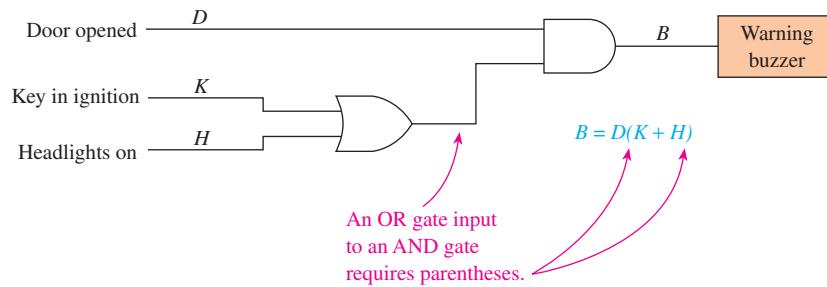 Door opened
D
B
Warning
buzzer
Key in ignition
K
H
Headlights on
B = D(K + H)
An OR gate input
to an AND gate
requires parentheses.